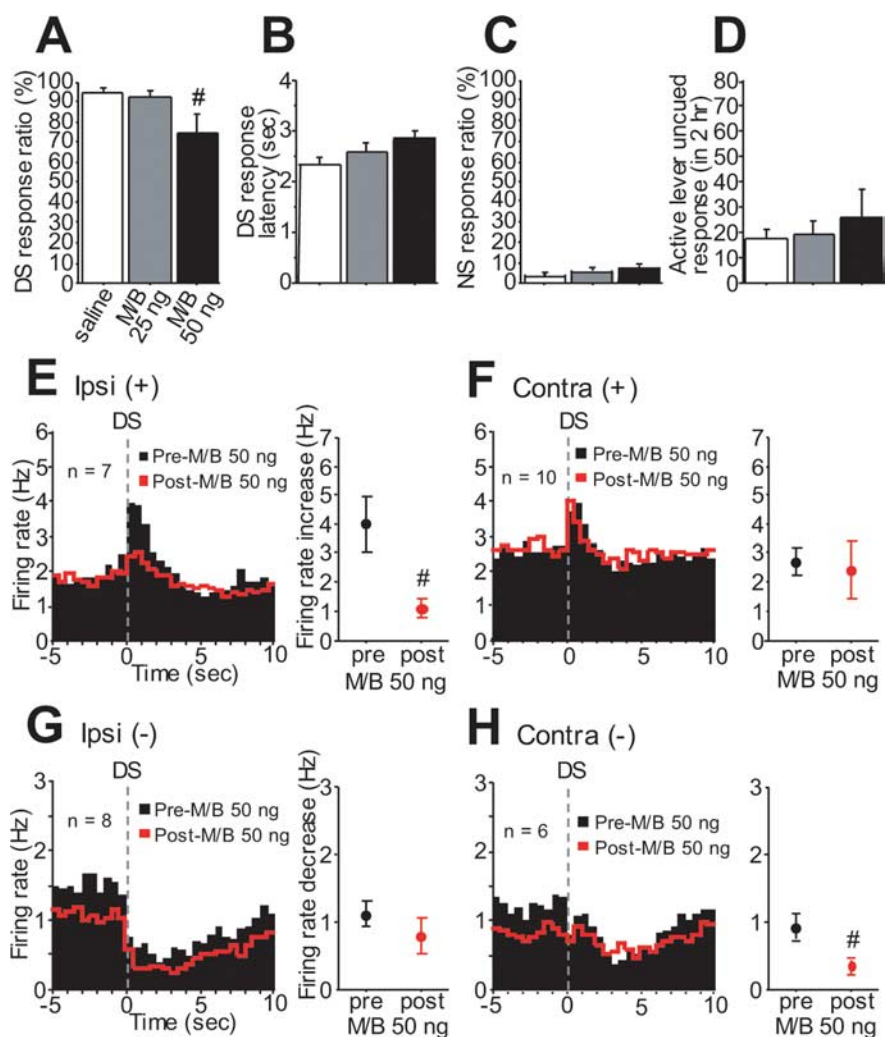 A
DS response ratio (%)
100
90
80
70
60
50
40
30
20
10
0
#
saline
M/B 25 ng
M/B 50 ng
B
DS response latency (sec)
4
3
2
1
0
C
NS response ratio (%)
100
90
80
70
60
50
40
30
20
10
0
D
Active lever uncued response (in 2 hr)
80
70
60
50
40
30
20
10
0
E Ipsi (+)
DS
Firing rate (Hz)
6
5
4
3
2
1
0
n = 7
Pre-M/B 50 ng
Post-M/B 50 ng
-5 0 5 10
Time (sec)
Firing rate increase (Hz)
7
6
5
4
3
2
1
0
#
pre post
M/B 50 ng
F Contra (+)
DS
6
5
4
3
2
1
0
n = 10
Pre-M/B 50 ng
Post-M/B 50 ng
-5 0 5 10
7
6
5
4
3
2
1
0
pre post
M/B 50 ng
G Ipsi (-)
DS
Firing rate (Hz)
3
2
1
0
n = 8
Pre-M/B 50 ng
Post-M/B 50 ng
-5 0 5 10
Time (sec)
Firing rate decrease (Hz)
3
2
1
0
pre post
M/B 50 ng
H Contra (-)
DS
3
2
1
0
n = 6
Pre-M/B 50 ng
Post-M/B 50 ng
-5 0 5 10
3
2
1
0
#
pre post
M/B 50 ng